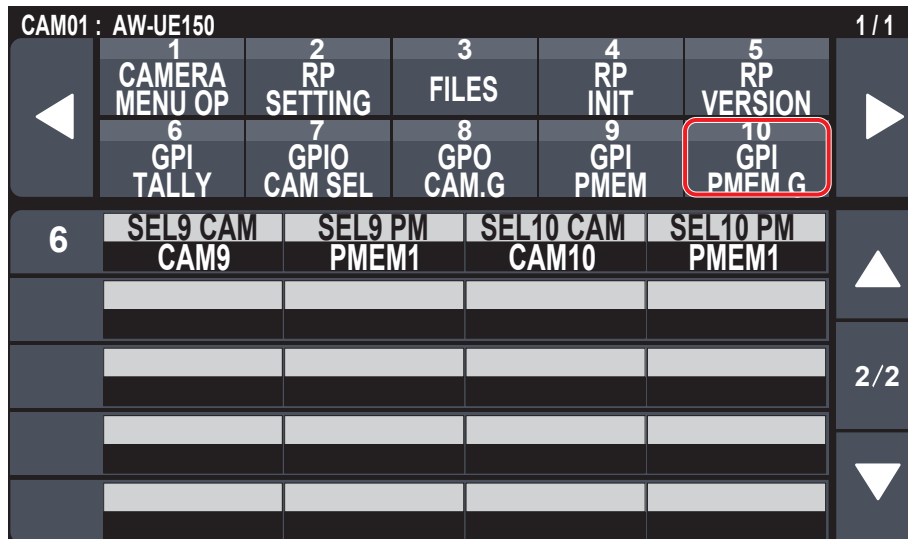 CAM01 : AW-UE150 1 / 1
1 2 3 4 5
CAMERA MENU OP RP SETTING FILES RP INIT RP VERSION
6 7 8 9 10
GPI TALLY GPIO CAM SEL GPO CAM.G GPI PMEM GPI PMEM G
6 SEL9 CAM SEL9 PM SEL10 CAM SEL10 PM
CAM9 PMEM1 CAM10 PMEM1
2/2